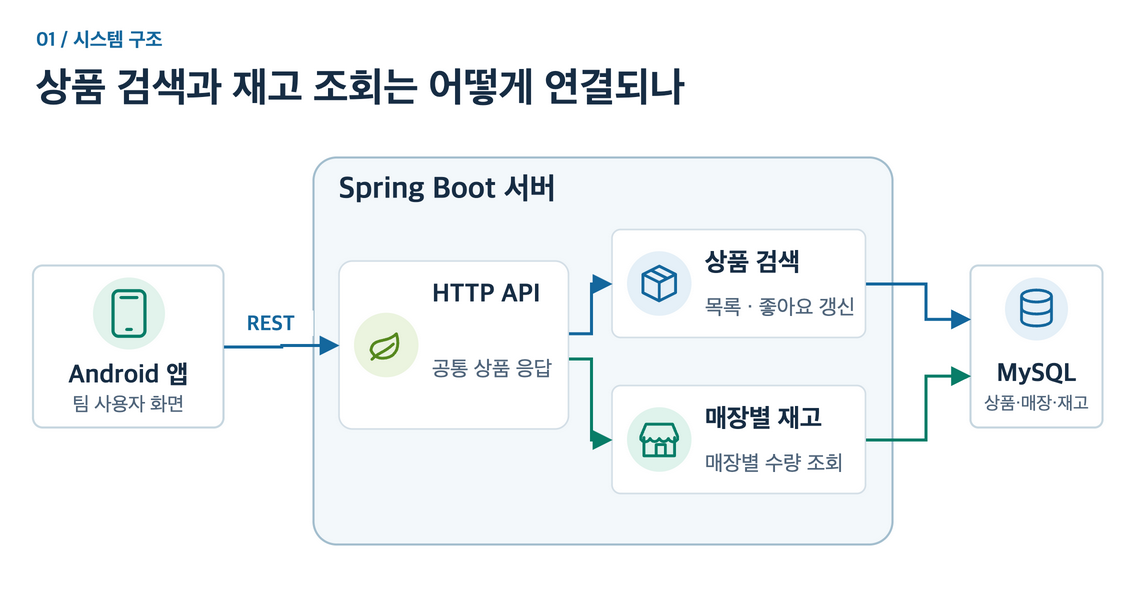 01 / 시스템 구조
상품 검색과 재고 조회는 어떻게 연결되나
Spring Boot 서버
Android 앱
팀 사용자 화면
REST
HTTP API
공통 상품 응답
상품 검색
목록 · 좋아요 갱신
매장별 재고
매장별 수량 조회
MySQL
상품·매장·재고